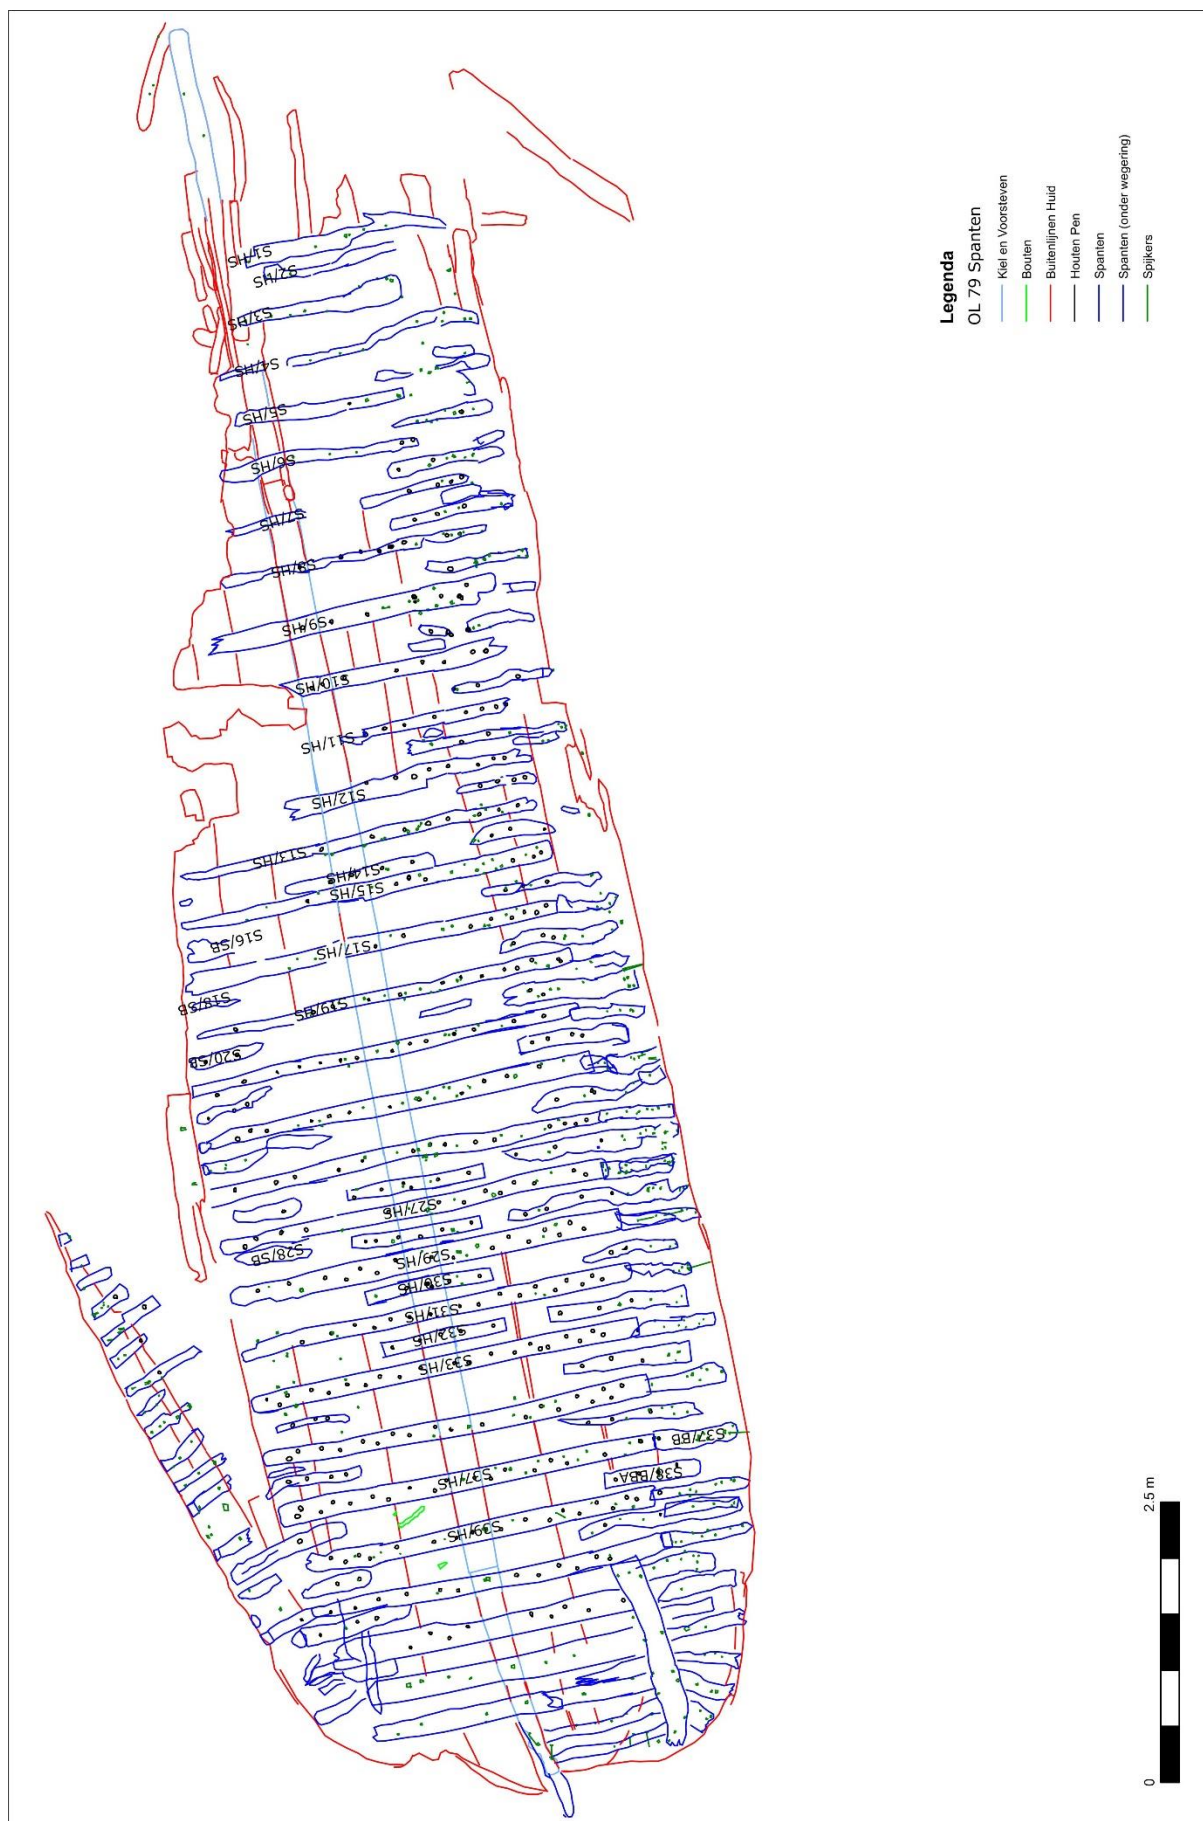 Legenda
OL 79 Spanten
Kiel en Voorsteven
Bouten
Buitenlijnen Huid
Houten Pen
Spanten
Spanten (onder wegering)
Spijkers
0
2.5 m
S1/HS
S2/HS
S3/HS
S4/HS
S5/HS
S6/HS
S7/HS
S8/HS
S9/HS
S10/HS
S11/HS
S12/HS
S13/HS
S14/HS
S15/HS
S16/SB
S17/HS
S18/SB
S19/HS
S20/SB
S27/HS
S28/SB
S29/HS
S30/HS
S31/HS
S32/HS
S33/HS
S37/BB
S37/HS
S38/BBA
S39/HS